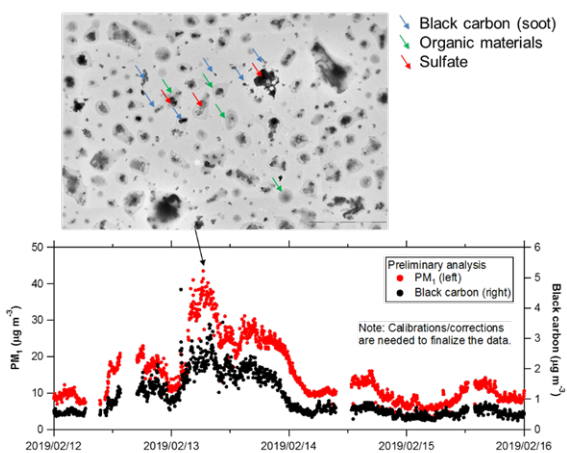 Black carbon (soot)
Organic materials
Sulfate
50
40
30
20
10
0
PM₁ (µg m⁻³)
Preliminary analysis
PM₁ (left)
Black carbon (right)
Note: Calibrations/corrections
are needed to finalize the data.
6
5
4
3
2
1
0
Black carbon (µg m⁻³)
2019/02/12
2019/02/13
2019/02/14
2019/02/15
2019/02/16